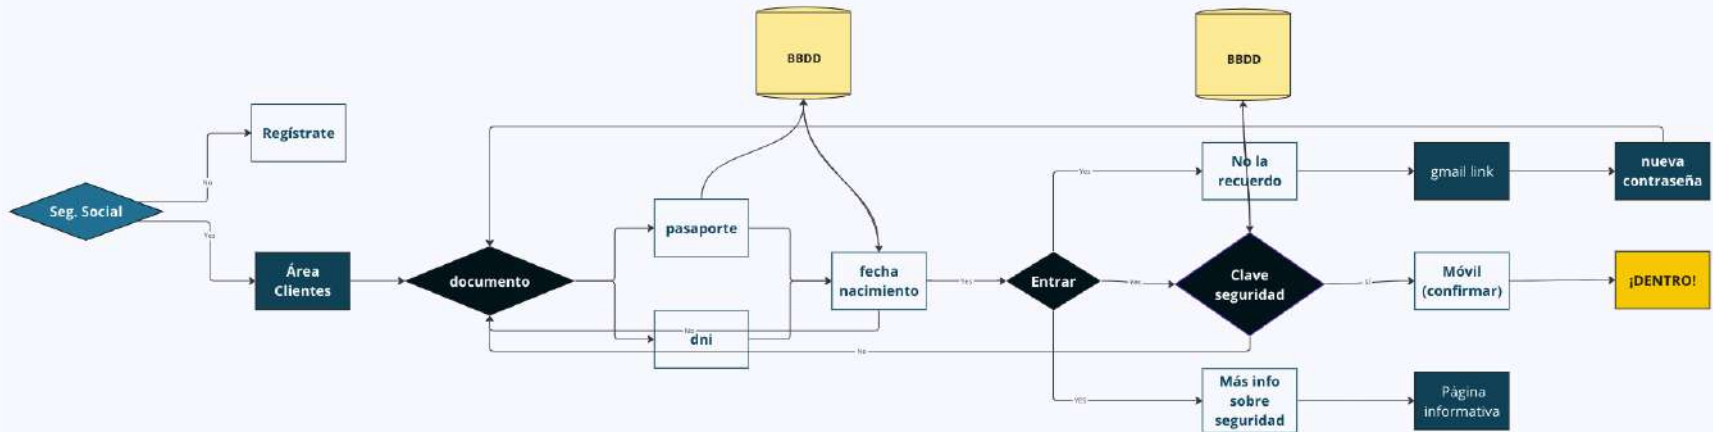 BBDD
BBDD
Regístrate
No
Seg. Social
Yes
Área
Clientes
documento
pasaporte
dni
No
fecha
nacimiento
Yes
Entrar
Yes
No la
recuerdo
gmail link
nueva
contraseña
Yes
Clave
seguridad
sí
Móvil
(confirmar)
¡DENTRO!
No
YES
Más info
sobre
seguridad
Página
informativa